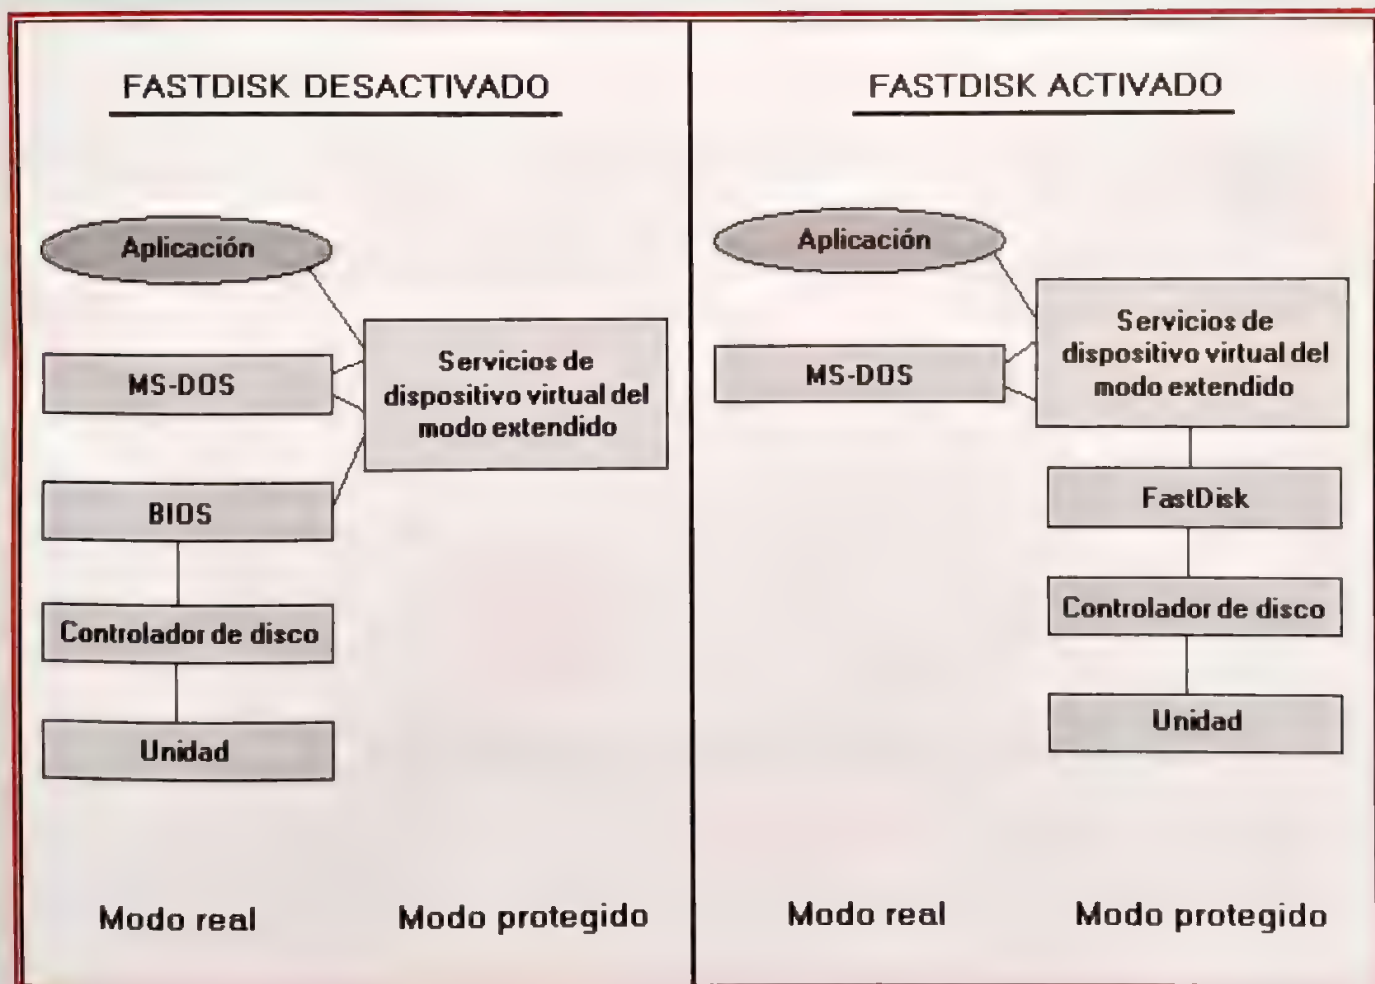 FASTDISK DESACTIVADO
Aplicación
MS-DOS
Servicios de
dispositivo virtual del
modo extendido
BIOS
Controlador de disco
Unidad
Modo real
Modo protegido
FASTDISK ACTIVADO
Aplicación
MS-DOS
Servicios de
dispositivo virtual del
modo extendido
FastDisk
Controlador de disco
Unidad
Modo real
Modo protegido